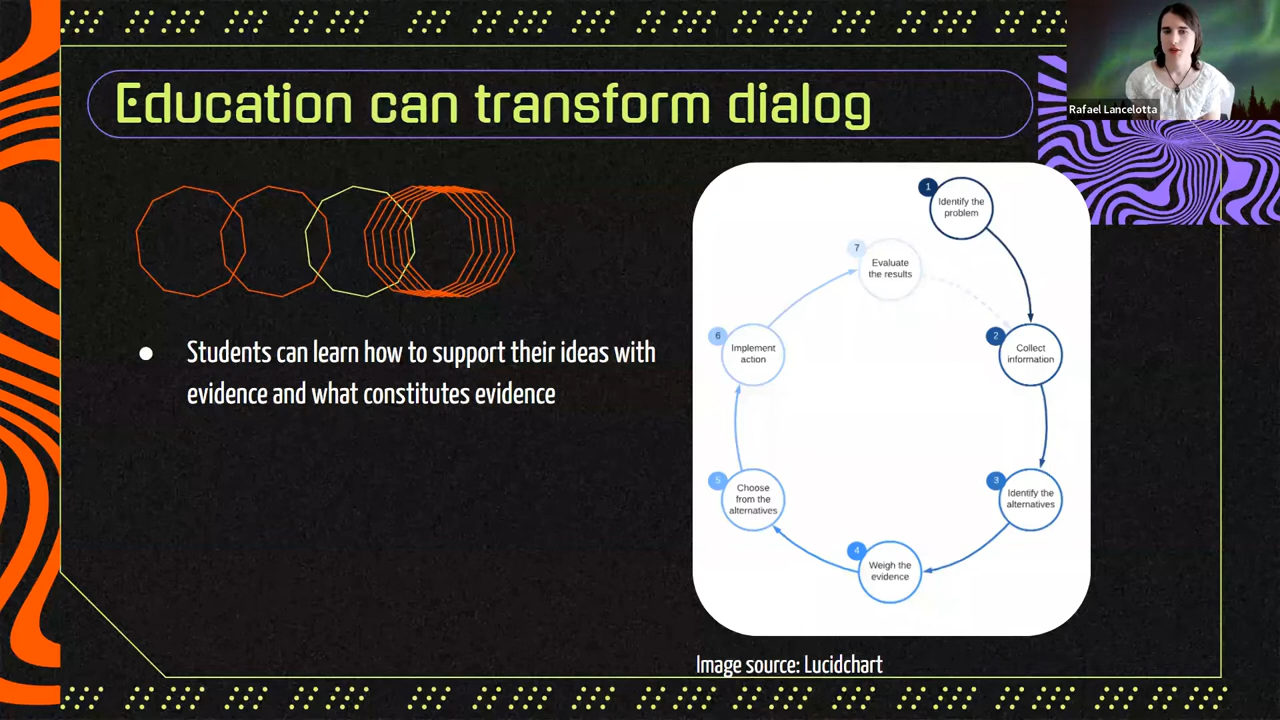 Education can transform dialog
Rafael Lancelotta
● Students can learn how to support their ideas with
evidence and what constitutes evidence
1
Identify the
problem
2
Collect
information
3
Identify the
alternatives
4
Weigh the
evidence
5
Choose
from the
alternatives
6
Implement
action
7
Evaluate
the results
Image source: Lucidchart